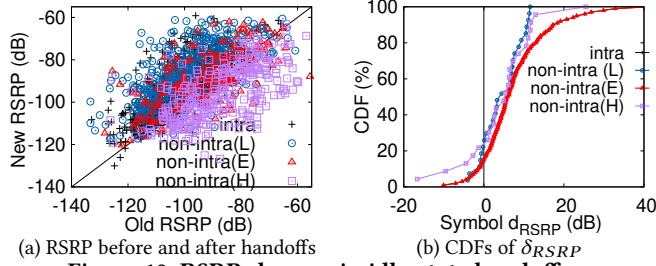 -60
-80
-100
-120
-140
-140
-120
-100
-80
-60
New RSRP (dB)
Old RSRP (dB)
intra
non-intra(L)
non-intra(E)
non-intra(H)
(a) RSRP before and after handoffs
100
80
60
40
20
0
-20
0
20
40
CDF (%)
Symbol d_RSRP (dB)
intra
non-intra (L)
non-intra(E)
non-intra(H)
(b) CDFs of δ_RSRP